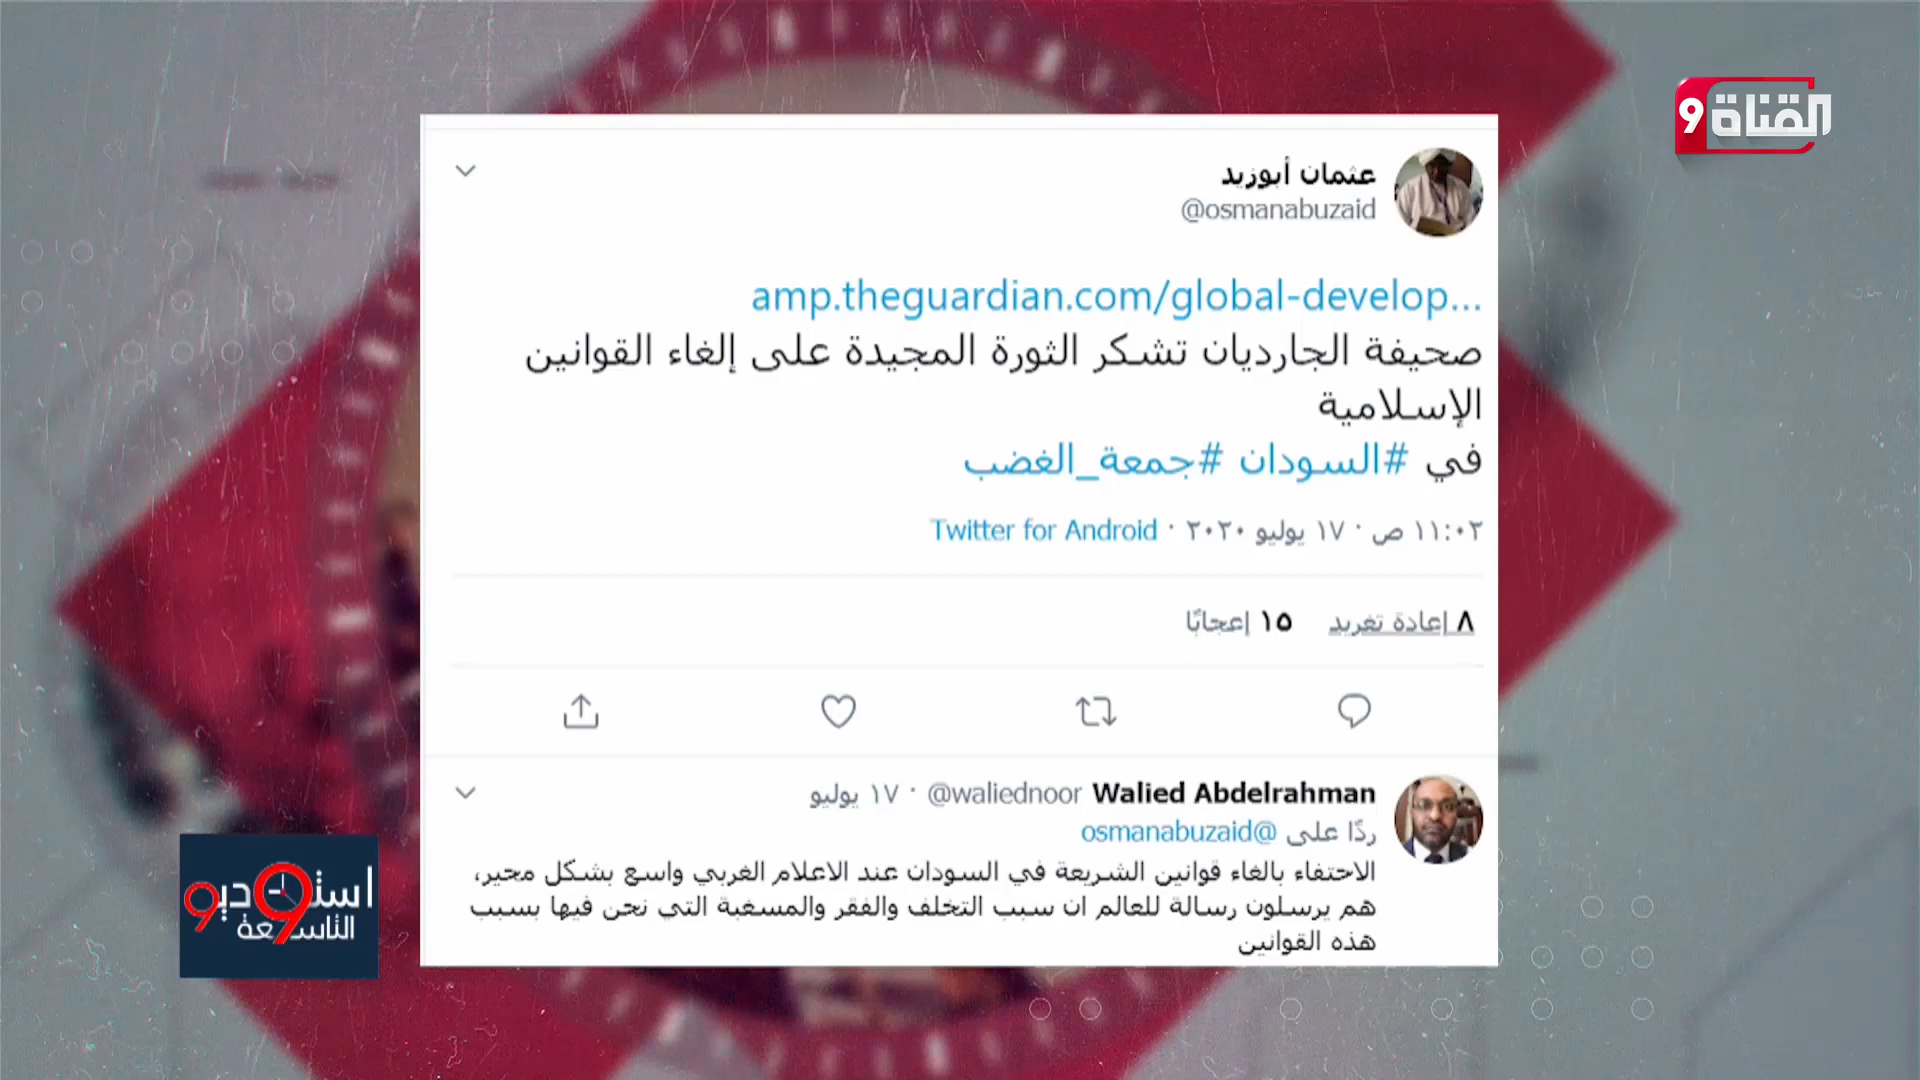 القناة 9
عثمان أبوزيد
@osmanabuzaid
amp.theguardian.com/global-develop...
صحيفة الجارديان تشكر الثورة المجيدة على إلغاء القوانين
الإسلامية
في #السودان #جمعة_الغضب
١١:٠٢ ص · ١٧ يوليو ٢٠٢٠ · Twitter for Android
٨ إعادة تغريد ١٥ إعجابًا
Walied Abdelrahman @waliednoor · ١٧ يوليو
ردًا على @osmanabuzaid
الاحتفاء بالغاء قوانين الشريعة في السودان عند الاعلام الغربي واسع بشكل محير،
هم يرسلون رسالة للعالم ان سبب التخلف والفقر والمسغبة التي نحن فيها بسبب
هذه القوانين
استوديو
التاسعة